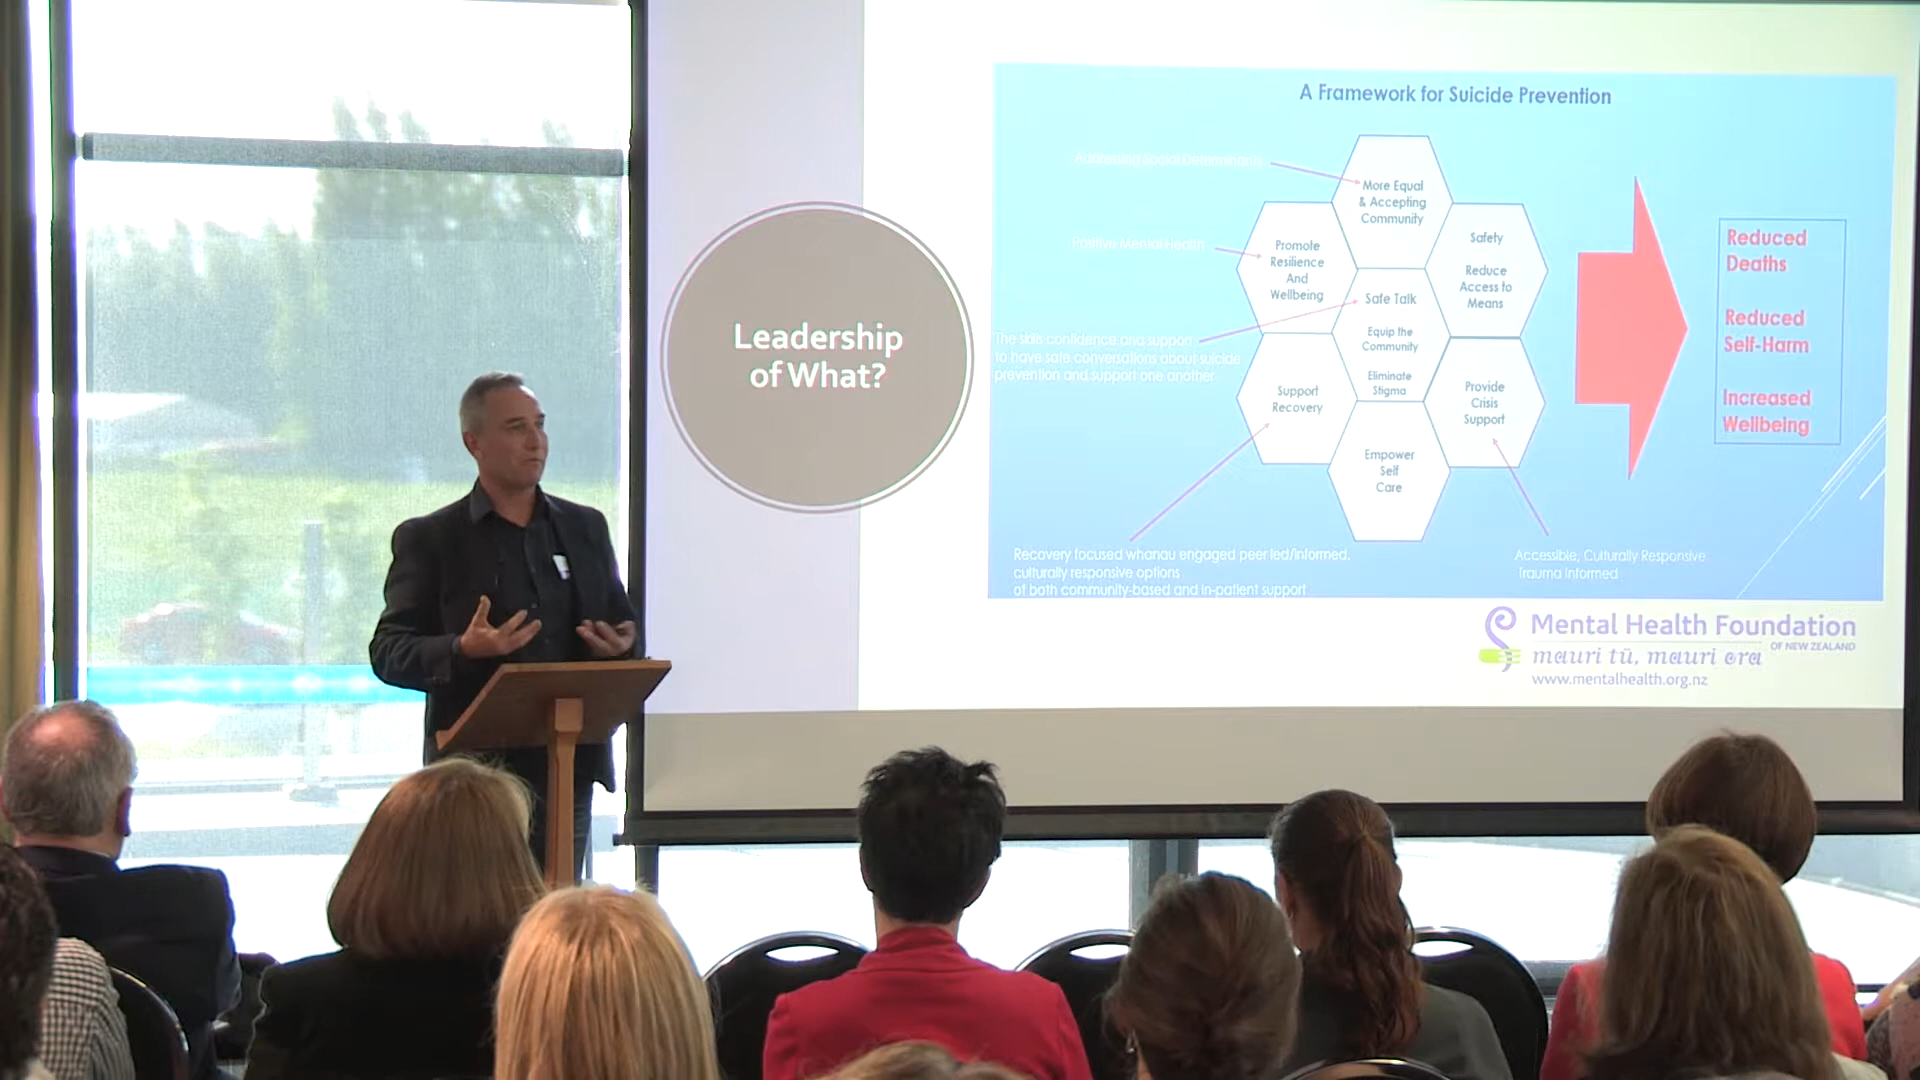 Leadership
of What?
A Framework for Suicide Prevention
Addressing Social Determinants
More Equal
& Accepting
Community
Positive Mental Health
Promote
Resilience
And
Wellbeing
Safety
Reduce
Access to
Means
Safe Talk
Equip the
Community
Eliminate
Stigma
The skills confidence and support
to have safe conversations about suicide
prevention and support one another
Support
Recovery
Provide
Crisis
Support
Empower
Self
Care
Recovery focused whanau engaged peer led/informed,
culturally responsive options
of both community-based and in-patient support
Accessible, Culturally Responsive
Trauma Informed
Reduced
Deaths
Reduced
Self-Harm
Increased
Wellbeing
Mental Health Foundation
OF NEW ZEALAND
mauri tū, mauri ora
www.mentalhealth.org.nz